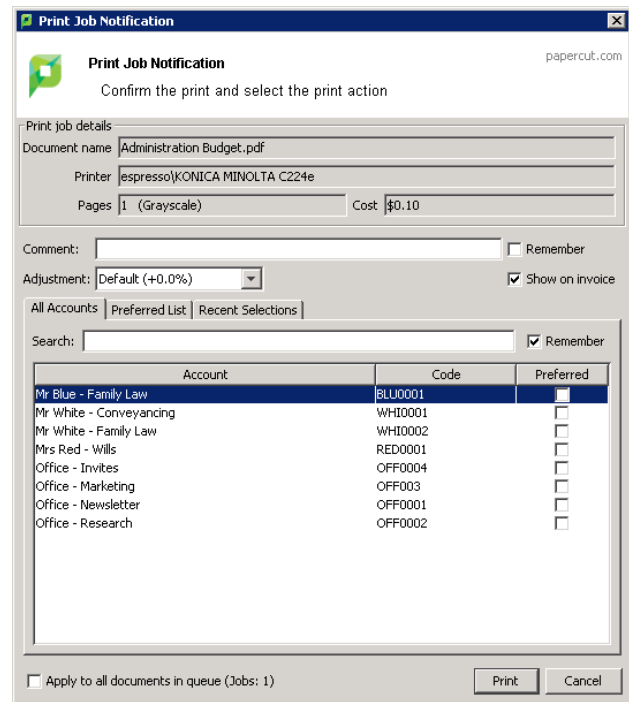 Print Job Notification
Print Job Notification papercut.com
Confirm the print and select the print action
Print job details
Document name Administration Budget.pdf
Printer espresso\KONICA MINOLTA C224e
Pages 1 (Grayscale) Cost $0.10
Comment: Remember
Adjustment: Default (+0.0%) Show on invoice
All Accounts Preferred List Recent Selections
Search: Remember
Account Code Preferred
Mr Blue - Family Law BLU0001
Mr White - Conveyancing WHI0001
Mr White - Family Law WHI0002
Mrs Red - Wills RED0001
Office - Invites OFF0004
Office - Marketing OFF003
Office - Newsletter OFF0001
Office - Research OFF0002
Apply to all documents in queue (Jobs: 1) Print Cancel